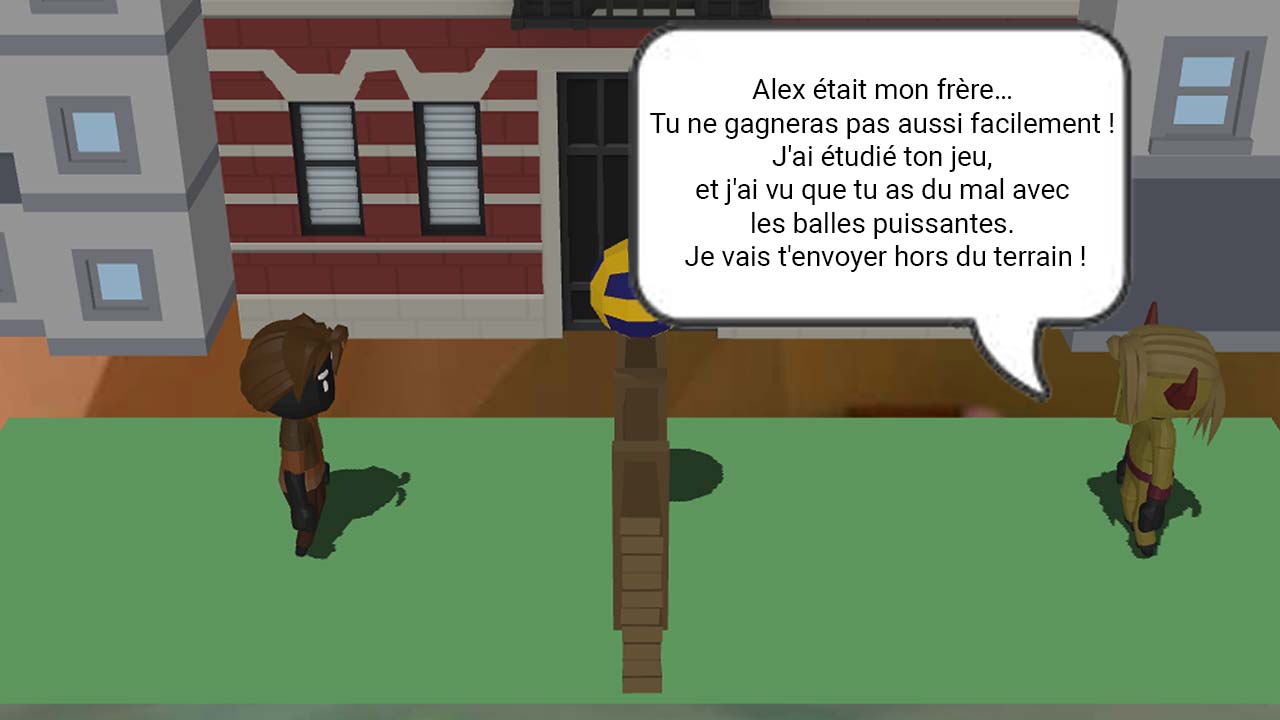 Alex était mon frère...
Tu ne gagneras pas aussi facilement !
J'ai étudié ton jeu,
et j'ai vu que tu as du mal avec
les balles puissantes.
Je vais t'envoyer hors du terrain !